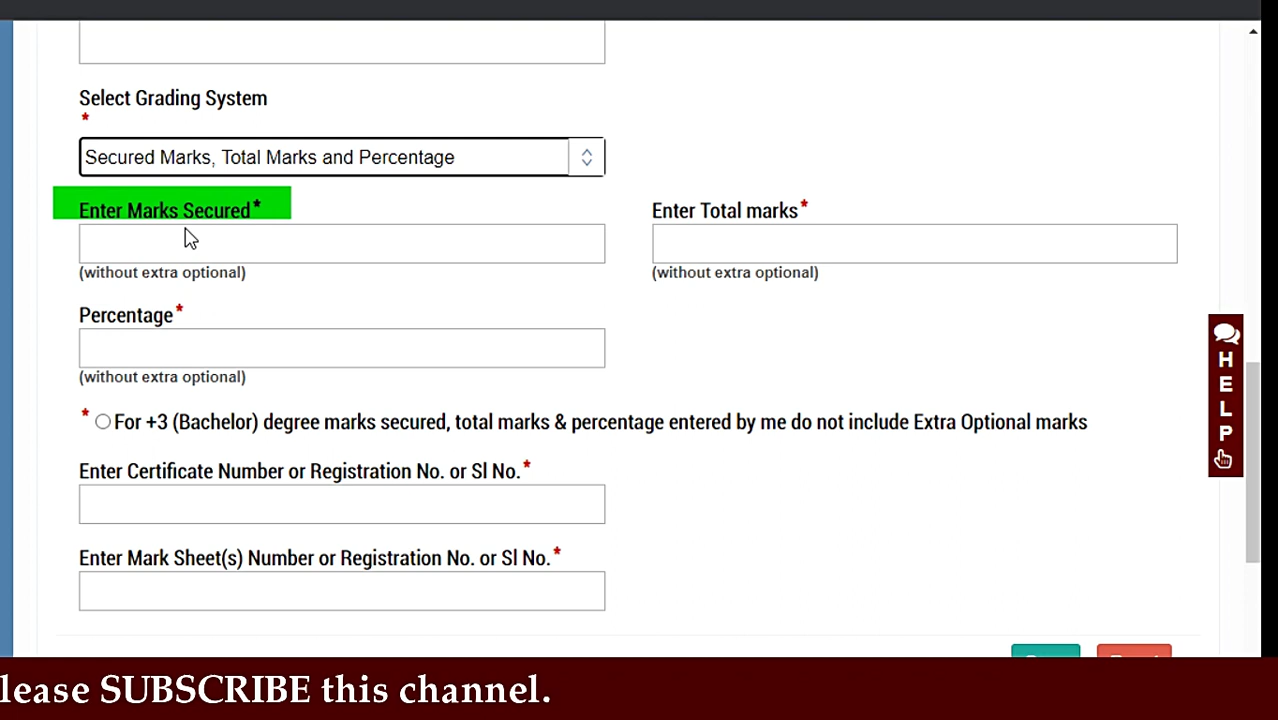 Select Grading System
*
Secured Marks, Total Marks and Percentage
Enter Marks Secured*
Enter Total marks*
(without extra optional)
(without extra optional)
Percentage*
(without extra optional)
* For +3 (Bachelor) degree marks secured, total marks & percentage entered by me do not include Extra Optional marks
Enter Certificate Number or Registration No. or Sl No.*
Enter Mark Sheet(s) Number or Registration No. or Sl No.*
HELP
lease SUBSCRIBE this channel.